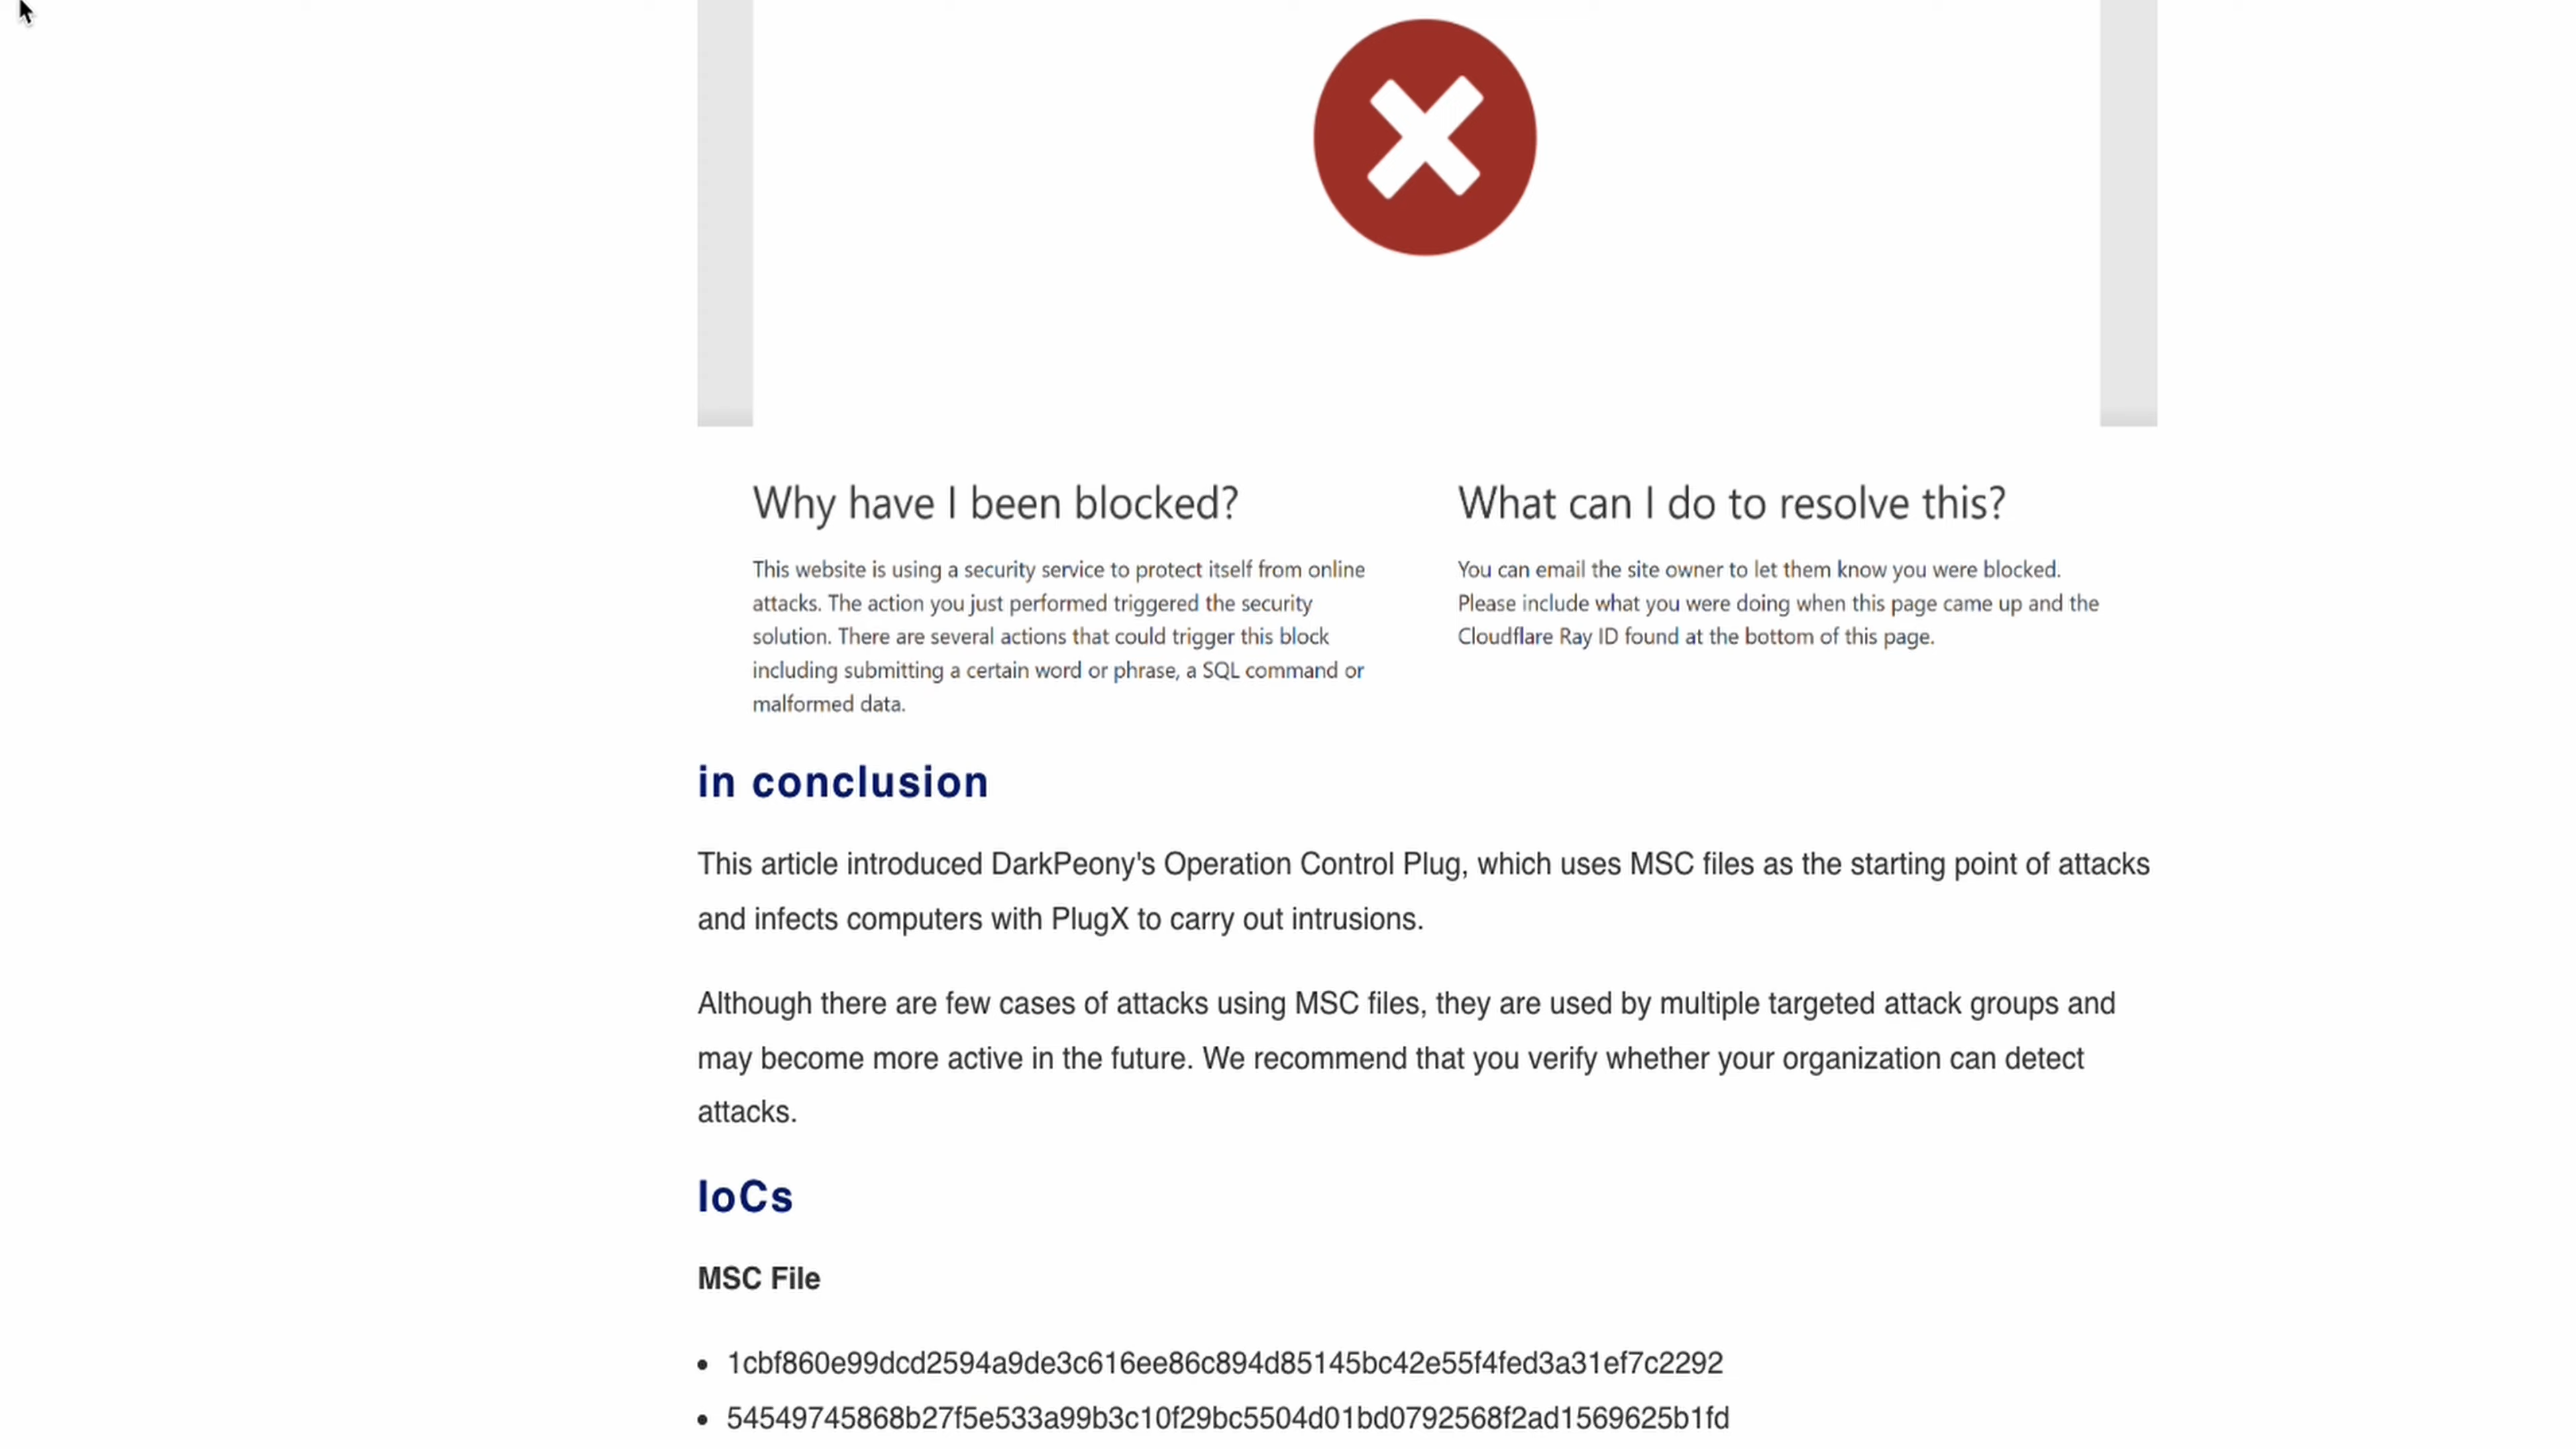 Why have I been blocked?
This website is using a security service to protect itself from online
attacks. The action you just performed triggered the security
solution. There are several actions that could trigger this block
including submitting a certain word or phrase, a SQL command or
malformed data.
What can I do to resolve this?
You can email the site owner to let them know you were blocked.
Please include what you were doing when this page came up and the
Cloudflare Ray ID found at the bottom of this page.
in conclusion
This article introduced DarkPeony's Operation Control Plug, which uses MSC files as the starting point of attacks
and infects computers with PlugX to carry out intrusions.
Although there are few cases of attacks using MSC files, they are used by multiple targeted attack groups and
may become more active in the future. We recommend that you verify whether your organization can detect
attacks.
IoCs
MSC File
• 1cbf860e99dcd2594a9de3c616ee86c894d85145bc42e55f4fed3a31ef7c2292
• 54549745868b27f5e533a99b3c10f29bc5504d01bd0792568f2ad1569625b1fd